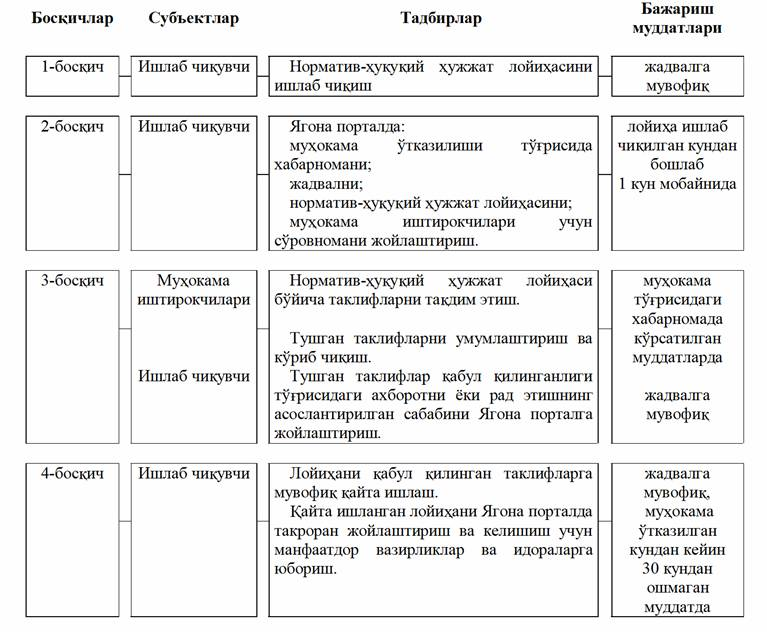 Босқичлар
Субъектлар
Тадбирлар
Бажариш
муддатлари
1-босқич
Ишлаб чиқувчи
Норматив-ҳуқуқий ҳужжат лойиҳасини
ишлаб чиқиш
жадвалга
мувофиқ
2-босқич
Ишлаб чиқувчи
Ягона порталда:
муҳокама ўтказилиши тўғрисида
хабарномани;
жадвални;
норматив-ҳуқуқий ҳужжат лойиҳасини;
муҳокама иштирокчилари учун
сўровномани жойлаштириш.
лойиҳа ишлаб
чиқилган кундан
бошлаб
1 кун мобайнида
3-босқич
Муҳокама
иштирокчилари
Ишлаб чиқувчи
Норматив-ҳуқуқий ҳужжат лойиҳаси
бўйича таклифларни тақдим этиш.
Тушган таклифларни умумлаштириш ва
кўриб чиқиш.
Тушган таклифлар қабул қилинганлиги
тўғрисидаги ахборотни ёки рад этишнинг
асослантирилган сабабини Ягона порталга
жойлаштириш.
муҳокама
тўғрисидаги
хабарномада
кўрсатилган
муддатларда
жадвалга
мувофиқ
4-босқич
Ишлаб чиқувчи
Лойиҳани қабул қилинган таклифларга
мувофиқ қайта ишлаш.
Қайта ишланган лойиҳани Ягона порталда
такроран жойлаштириш ва келишиш учун
манфаатдор вазирликлар ва идораларга
юбориш.
жадвалга
мувофиқ,
муҳокама
ўтказилган
кундан кейин
30 кундан
ошмаган
муддатда